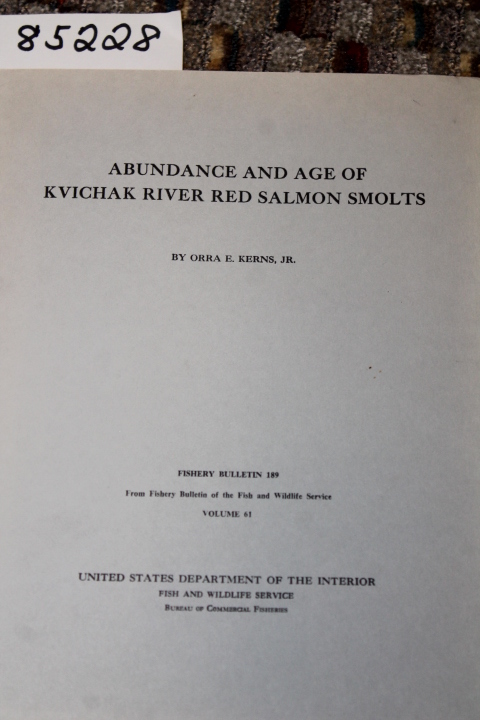 85228
ABUNDANCE AND AGE OF
KVICHAK RIVER RED SALMON SMOLTS
BY ORRA E. KERNS, JR.
FISHERY BULLETIN 189
From Fishery Bulletin of the Fish and Wildlife Service
VOLUME 61
UNITED STATES DEPARTMENT OF THE INTERIOR
FISH AND WILDLIFE SERVICE
BUREAU OF COMMERCIAL FISHERIES